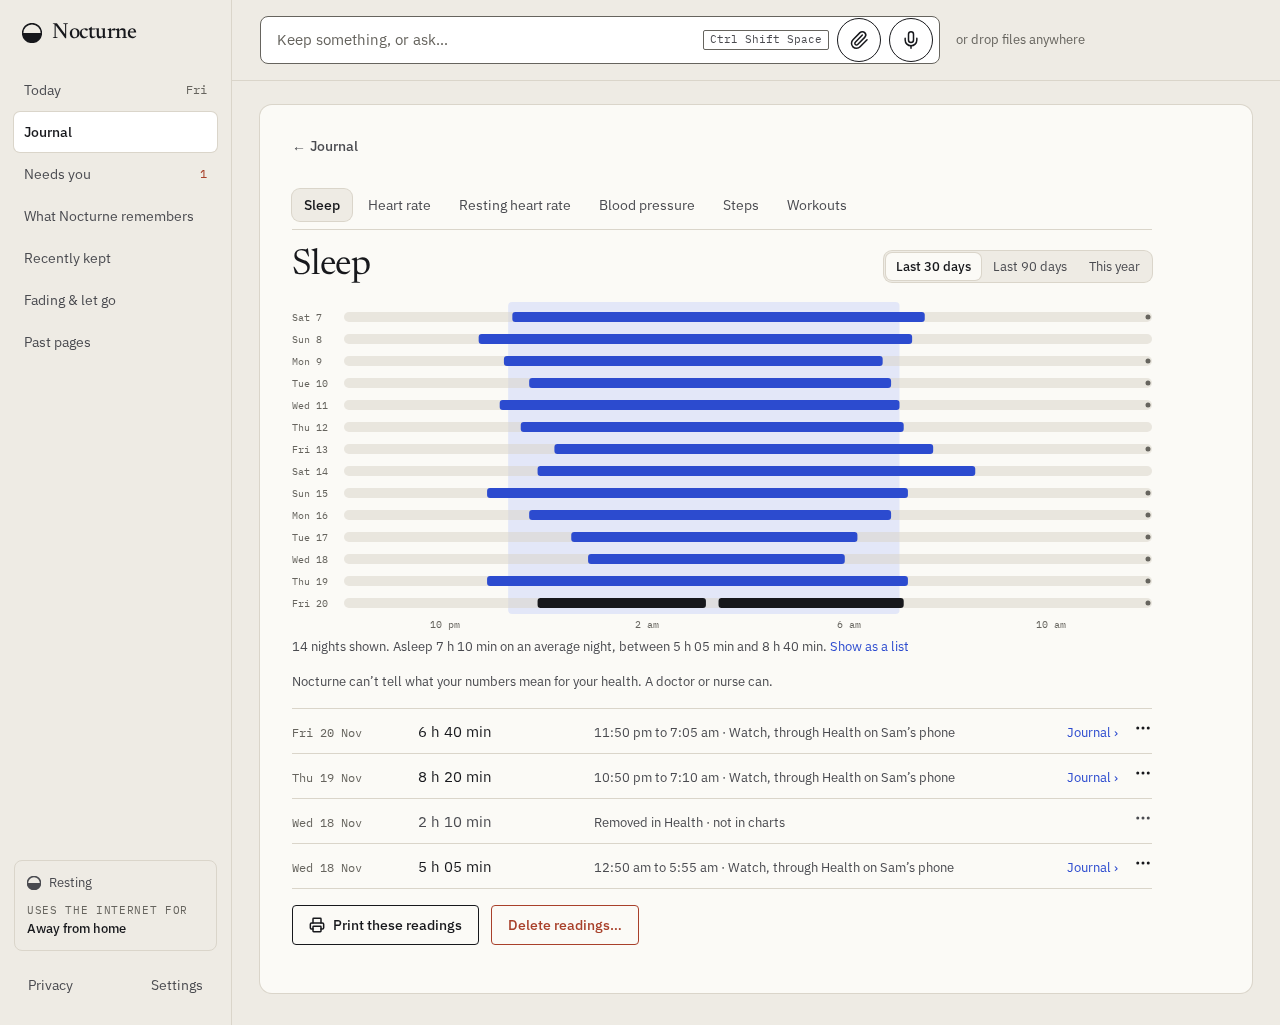 Nocturne
Keep something, or ask...
Ctrl Shift Space
or drop files anywhere
Today
Fri
Journal
Needs you
1
What Nocturne remembers
Recently kept
Fading & let go
Past pages
Resting
USES THE INTERNET FOR
Away from home
Privacy
Settings
← Journal
Sleep
Heart rate
Resting heart rate
Blood pressure
Steps
Workouts
Sleep
Last 30 days
Last 90 days
This year
Sat 7
Sun 8
Mon 9
Tue 10
Wed 11
Thu 12
Fri 13
Sat 14
Sun 15
Mon 16
Tue 17
Wed 18
Thu 19
Fri 20
10 pm
2 am
6 am
10 am
14 nights shown. Asleep 7 h 10 min on an average night, between 5 h 05 min and 8 h 40 min. Show as a list
Nocturne can’t tell what your numbers mean for your health. A doctor or nurse can.
Fri 20 Nov
6 h 40 min
11:50 pm to 7:05 am · Watch, through Health on Sam’s phone
Journal ›
Thu 19 Nov
8 h 20 min
10:50 pm to 7:10 am · Watch, through Health on Sam’s phone
Journal ›
Wed 18 Nov
2 h 10 min
Removed in Health · not in charts
Wed 18 Nov
5 h 05 min
12:50 am to 5:55 am · Watch, through Health on Sam’s phone
Journal ›
Print these readings
Delete readings...